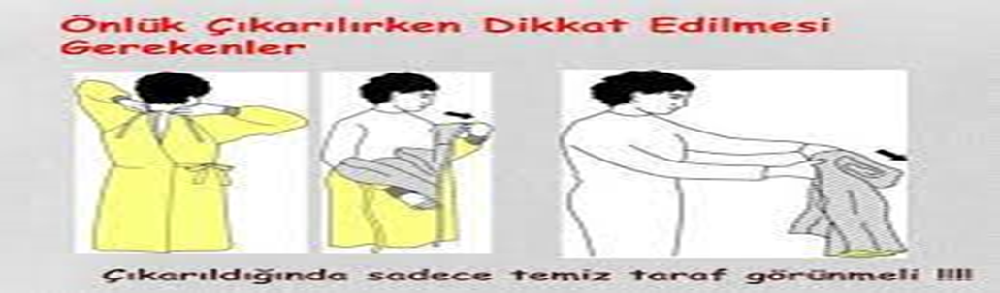 Önlük Çıkarılırken Dikkat Edilmesi
Gerekenler
Çıkarıldığında sadece temiz taraf görünmeli !!!!